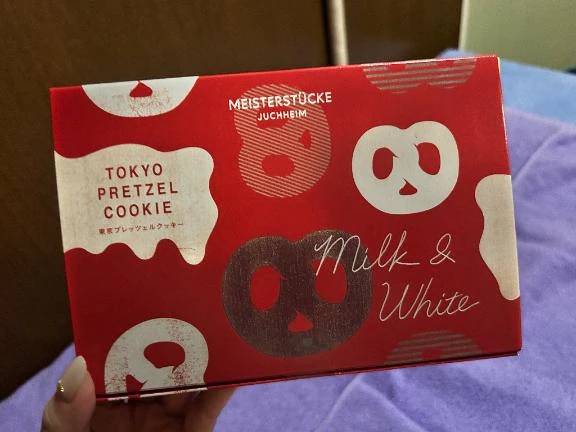 MEISTERSTÜCKE
JUCHHEIM
TOKYO
PRETZEL
COOKIE
東京プレッツェルクッキー
Milk &
White